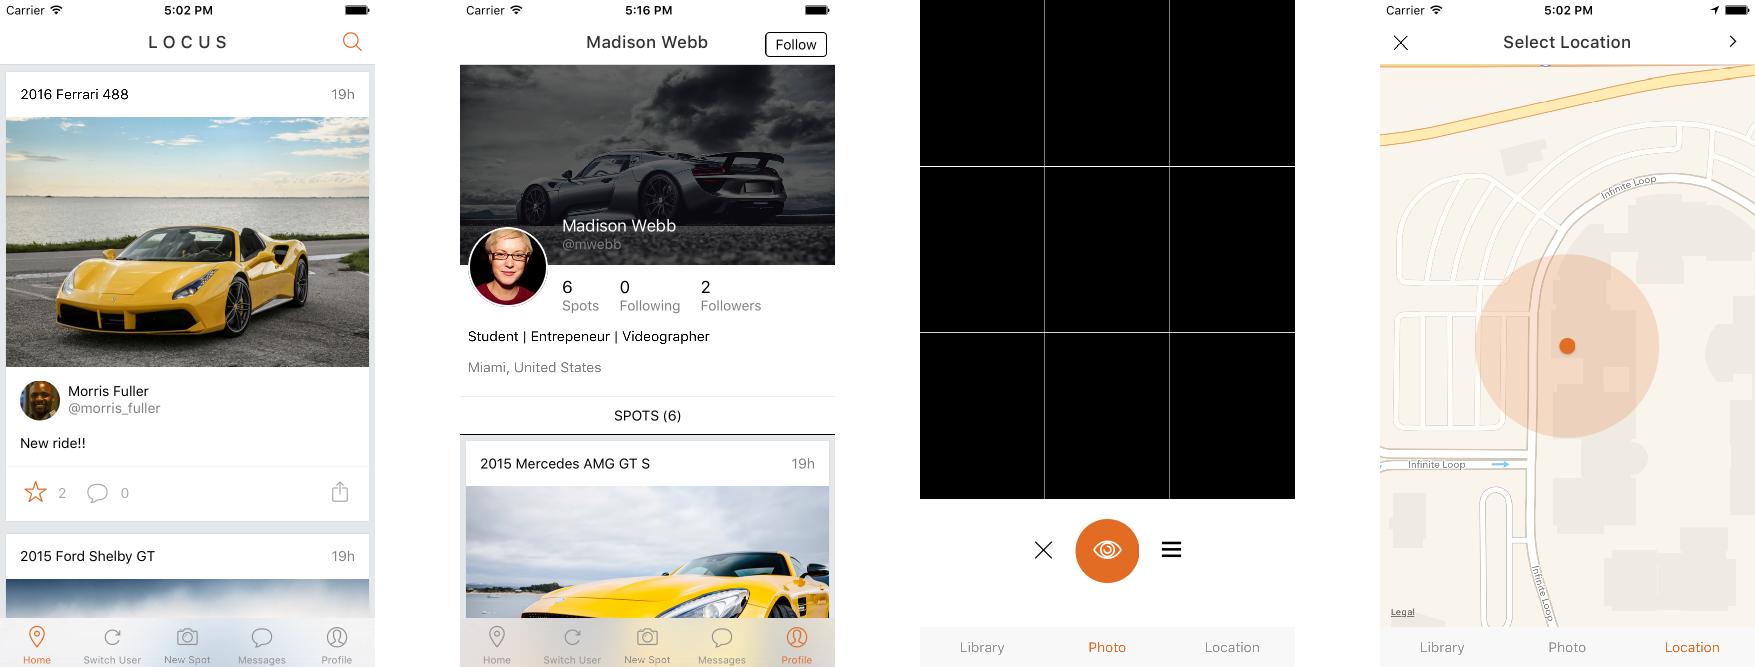 Carrier 5:02 PM
LOCUS
2016 Ferrari 488 19h
Morris Fuller
@morris_fuller
New ride!!
2 0
2015 Ford Shelby GT 19h
Home Switch User New Spot Messages Profile
Carrier 5:16 PM
Madison Webb Follow
Madison Webb
@mwebb
6 0 2
Spots Following Followers
Student | Entrepeneur | Videographer
Miami, United States
SPOTS (6)
2015 Mercedes AMG GT S 19h
Home Switch User New Spot Messages Profile
Library Photo Location
Carrier 5:02 PM
Select Location
Infinite Loop
Infinite Loop
Infinite Loop
Legal
Library Photo Location